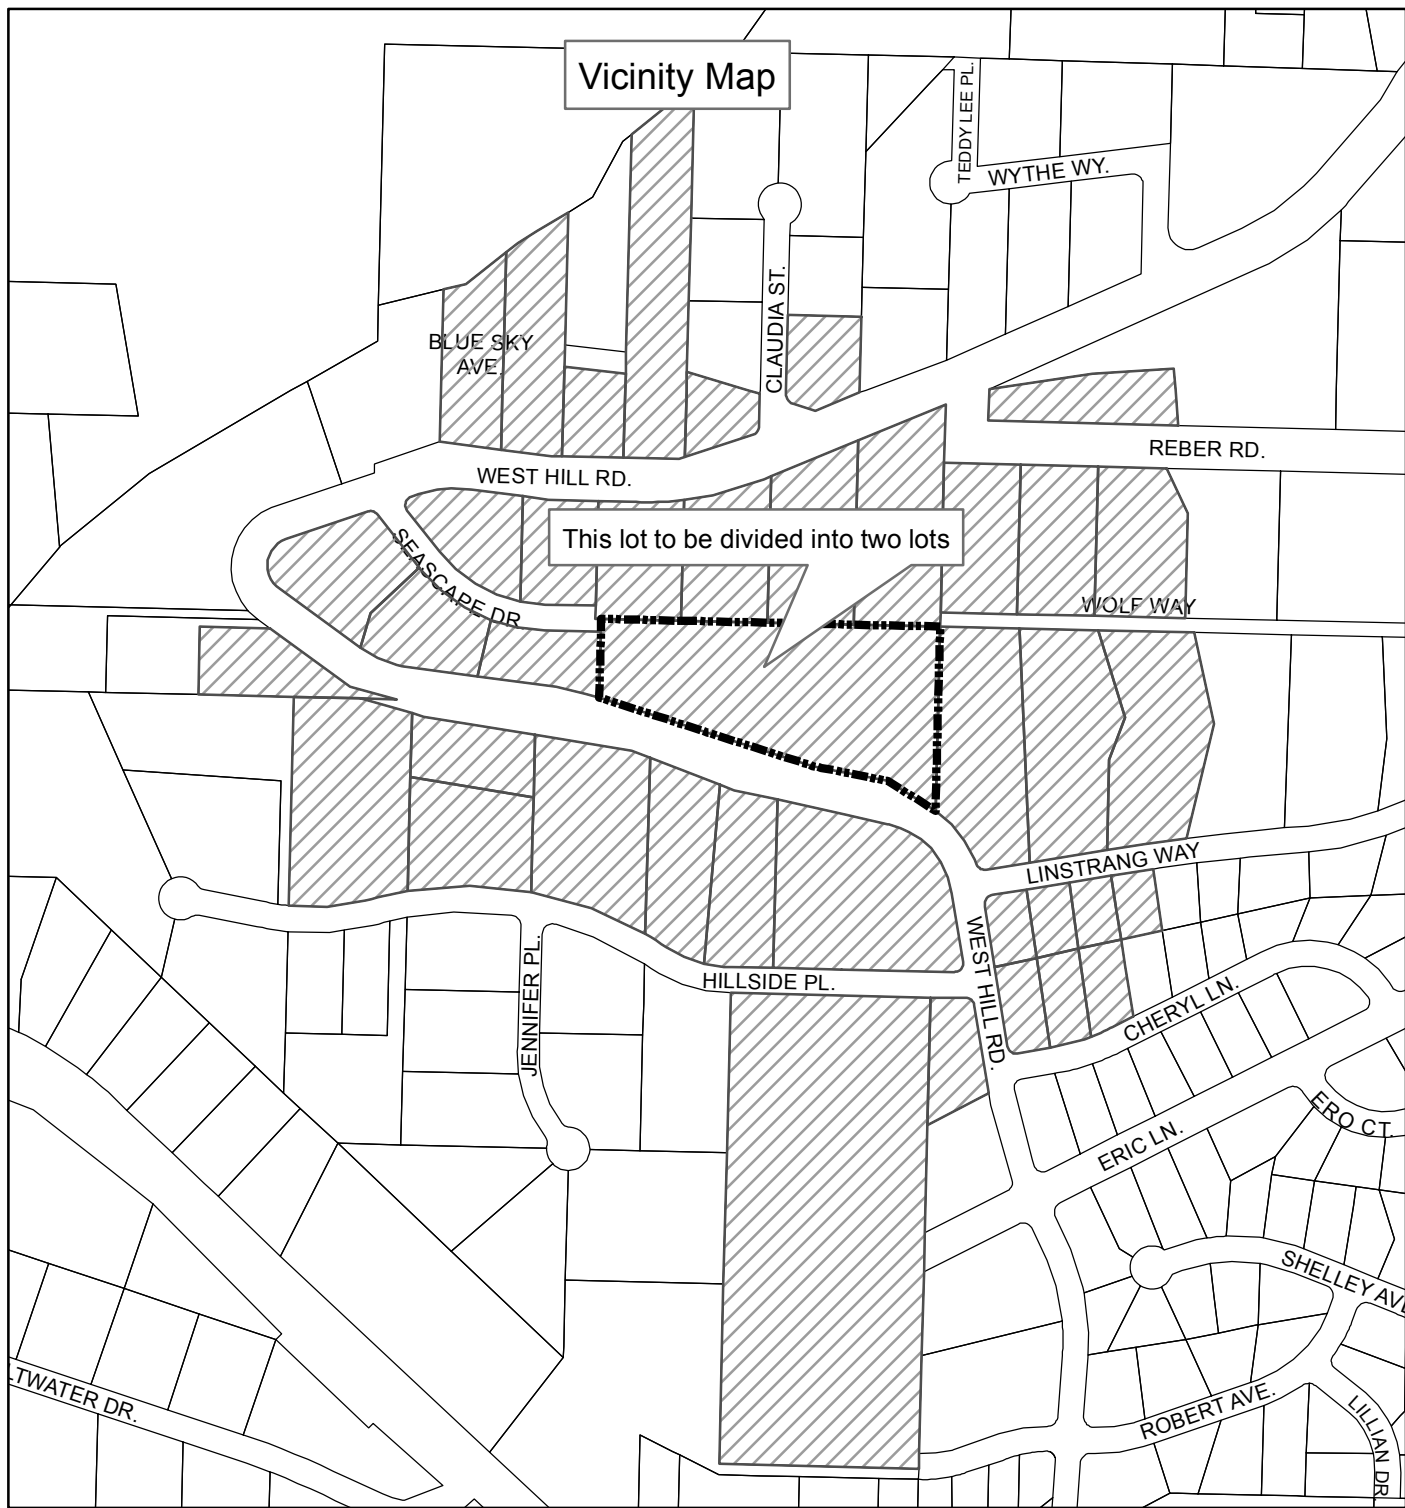 Vicinity Map
TEDDY LEE PL.
WYTHE WY.
CLAUDIA ST.
BLUE SKY
AVE.
REBER RD.
WEST HILL RD.
This lot to be divided into two lots
SEASCAPE DR
WOLF WAY
LINSTRANG WAY
WEST HILL RD.
HILLSIDE PL.
JENNIFER PL.
CHERYL LN.
ERO CT.
ERIC LN.
SHELLEY AVE
LTWATER DR.
ROBERT AVE.
LILLIAN DR